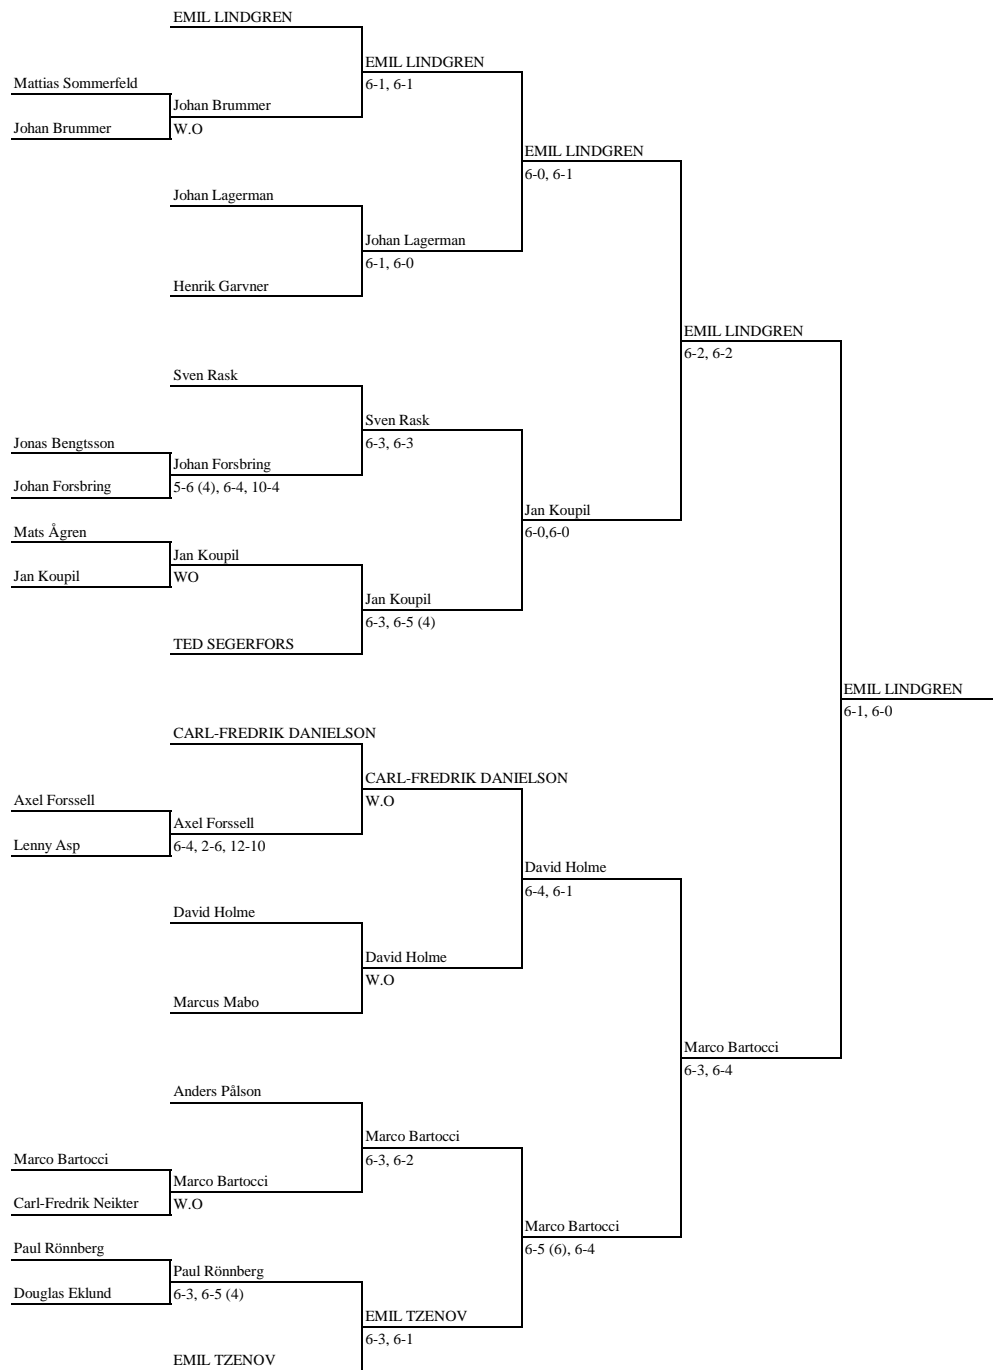 EMIL LINDGREN
EMIL LINDGREN
Mattias Sommerfeld
6-1, 6-1
Johan Brummer
Johan Brummer
W.O
EMIL LINDGREN
6-0, 6-1
Johan Lagerman
Johan Lagerman
6-1, 6-0
Henrik Garvner
EMIL LINDGREN
6-2, 6-2
Sven Rask
Sven Rask
6-3, 6-3
Jonas Bengtsson
Johan Forsbring
Johan Forsbring
5-6 (4), 6-4, 10-4
Jan Koupil
6-0,6-0
Mats Ågren
Jan Koupil
Jan Koupil
WO
Jan Koupil
6-3, 6-5 (4)
TED SEGERFORS
EMIL LINDGREN
6-1, 6-0
CARL-FREDRIK DANIELSON
CARL-FREDRIK DANIELSON
W.O
Axel Forssell
Axel Forssell
Lenny Asp
6-4, 2-6, 12-10
David Holme
6-4, 6-1
David Holme
David Holme
W.O
Marcus Mabo
Marco Bartocci
6-3, 6-4
Anders Pålson
Marco Bartocci
6-3, 6-2
Marco Bartocci
Marco Bartocci
Carl-Fredrik Neikter
W.O
Marco Bartocci
6-5 (6), 6-4
Paul Rönnberg
Paul Rönnberg
Douglas Eklund
6-3, 6-5 (4)
EMIL TZENOV
6-3, 6-1
EMIL TZENOV